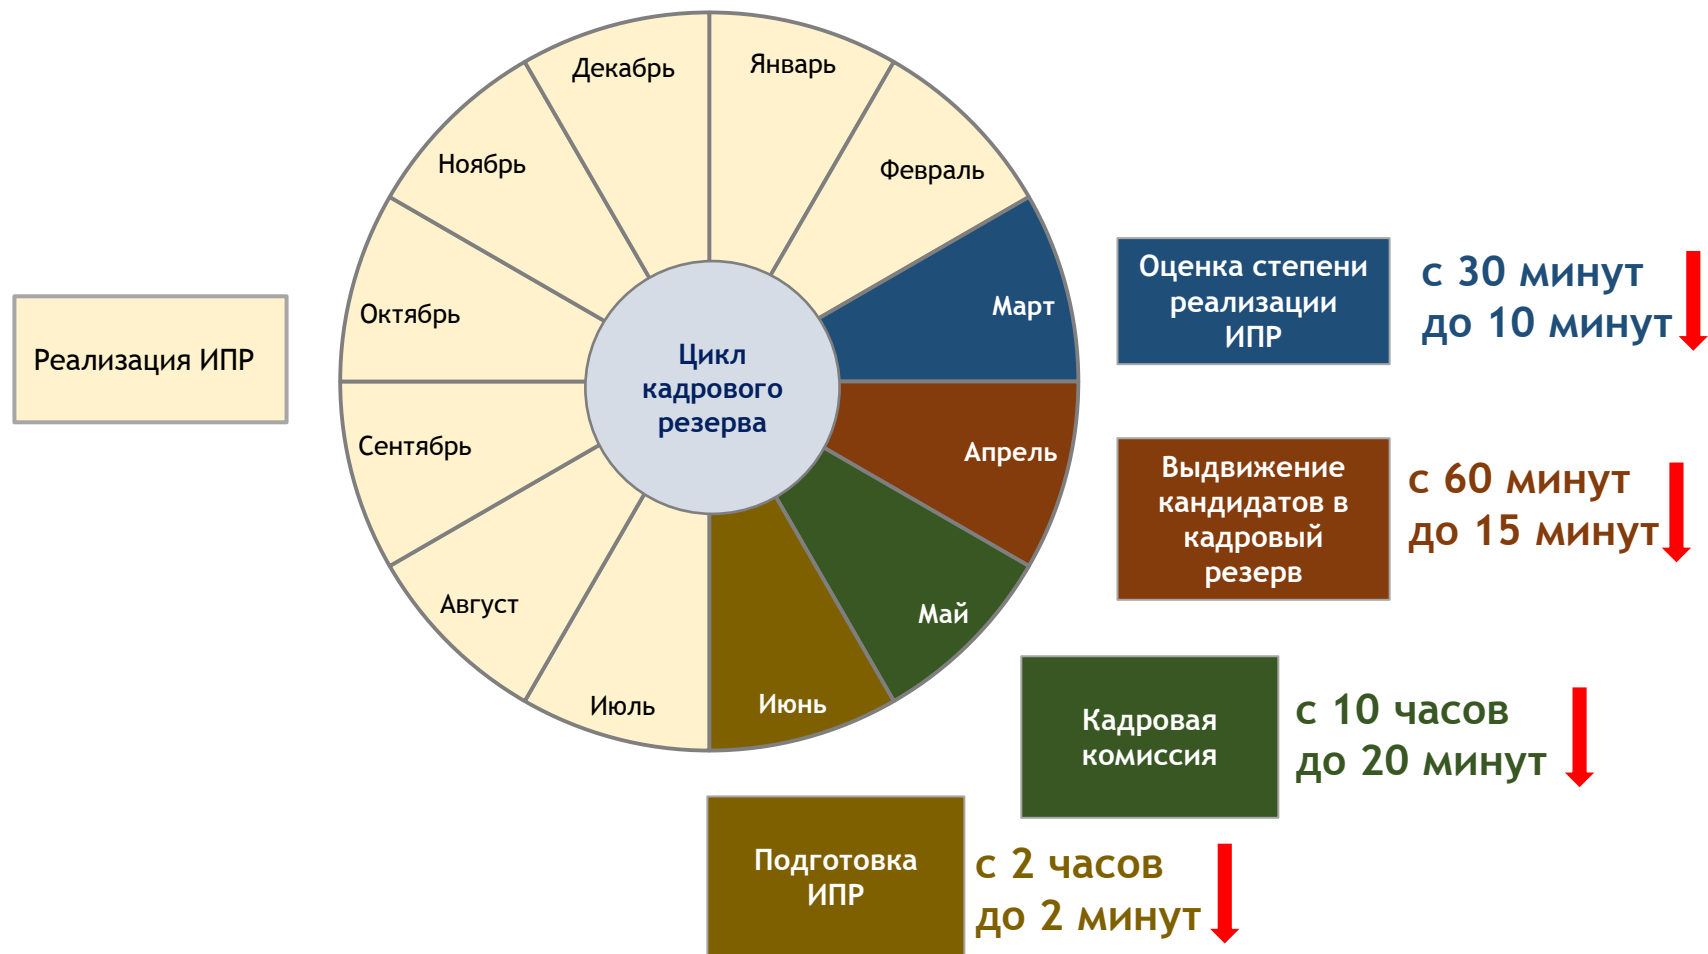 Декабрь
Январь
Ноябрь
Февраль
Октябрь
Март
Сентябрь
Апрель
Август
Май
Июль
Июнь
Цикл
кадрового
резерва
Реализация ИПР
Оценка степени
реализации
ИПР
с 30 минут
до 10 минут
Выдвижение
кандидатов в
кадровый
резерв
с 60 минут
до 15 минут
Кадровая
комиссия
с 10 часов
до 20 минут
Подготовка
ИПР
с 2 часов
до 2 минут